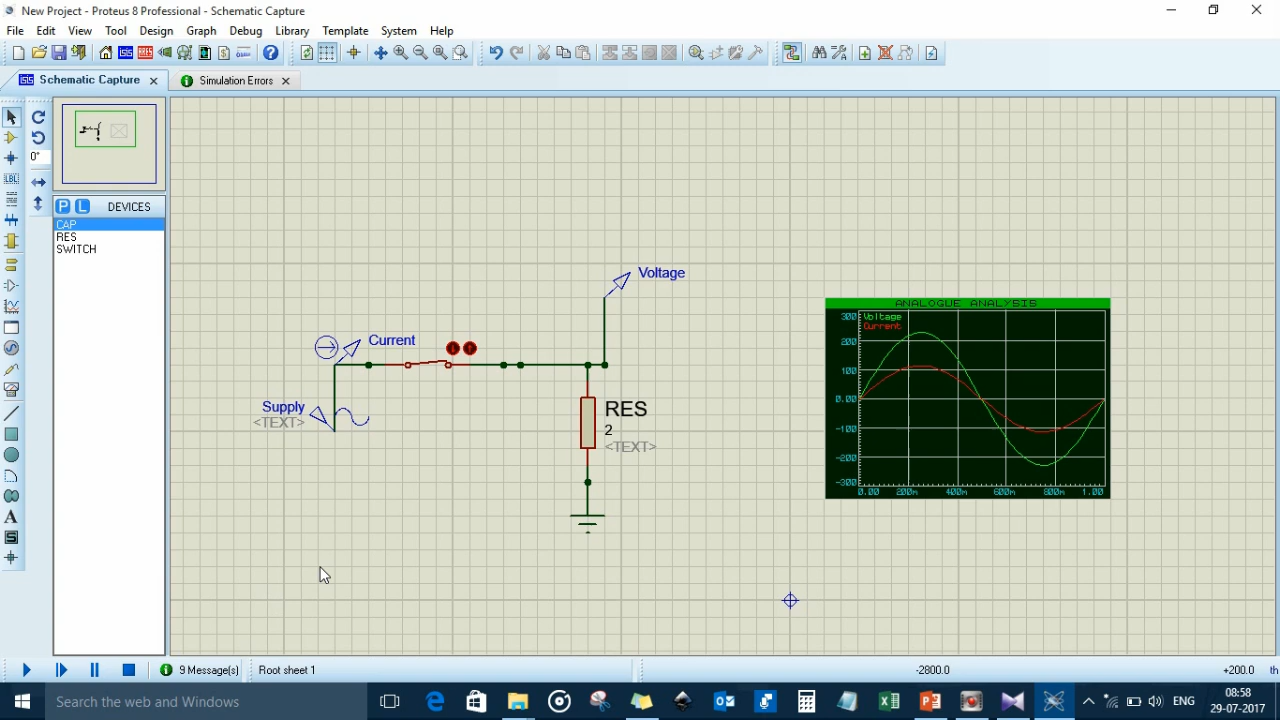 New Project - Proteus 8 Professional - Schematic Capture
File Edit View Tool Design Graph Debug Library Template System Help
Schematic Capture
Simulation Errors
0°
LBL
P L DEVICES
CAP
RES
SWITCH
Voltage
Current
Supply
<TEXT>
RES
2
<TEXT>
ANALOGUE ANALYSIS
Voltage
Current
300
200
100
0.00
-100
-200
-300
0.00 200m 400m 600m 800m 1.00
A
S
9 Message(s)
Root sheet 1
-2800.0
+200.0
th
Search the web and Windows
ENG
08:58
29-07-2017